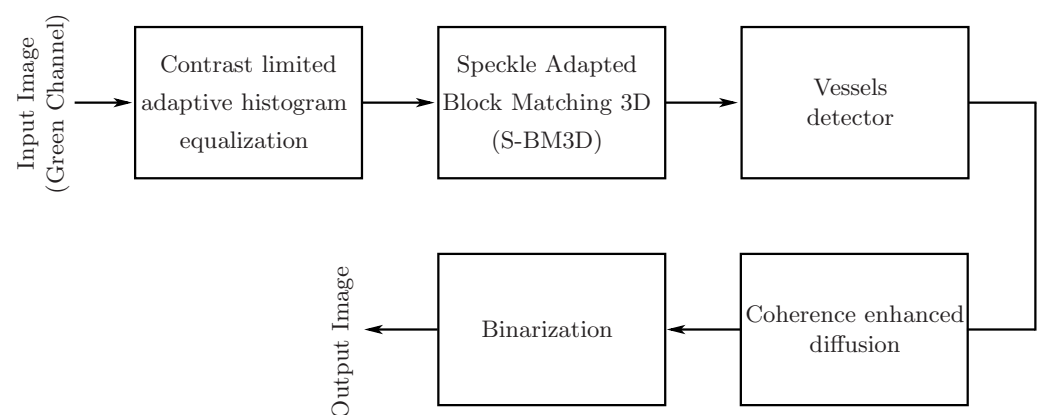 Input Image
(Green Channel)
Contrast limited
adaptive histogram
equalization
Speckle Adapted
Block Matching 3D
(S-BM3D)
Vessels
detector
Coherence enhanced
diffusion
Binarization
Output Image